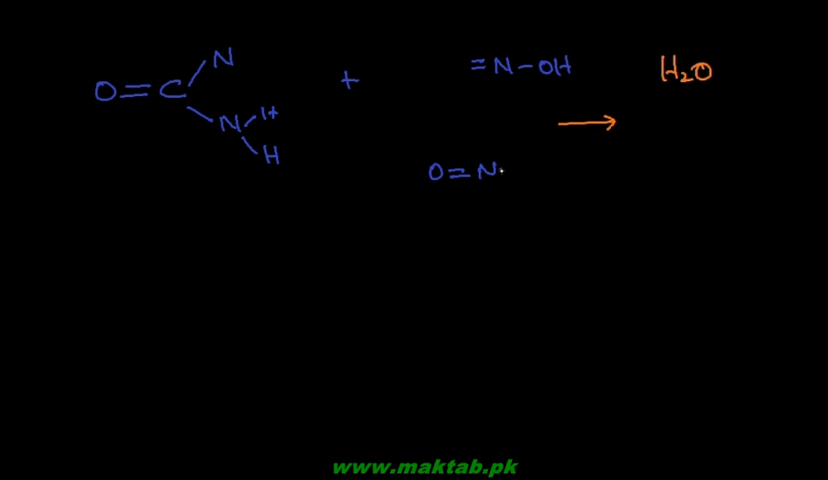 N
O=C + =N-OH H₂O
N H
H
→
O=N
www.maktab.pk